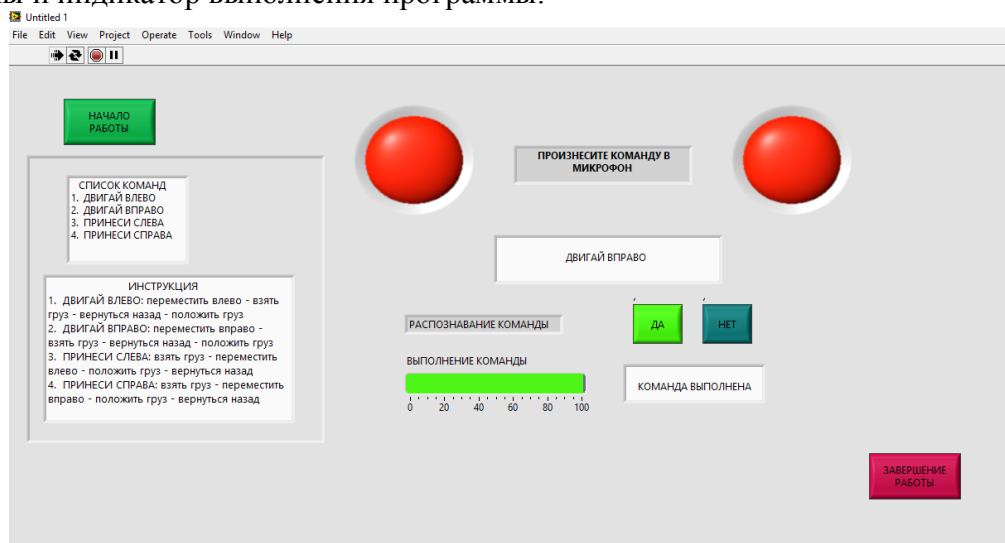 ы и индикатор выполнения программы.
Untitled 1
File Edit View Project Operate Tools Window Help
НАЧАЛО
РАБОТЫ
СПИСОК КОМАНД
1. ДВИГАЙ ВЛЕВО
2. ДВИГАЙ ВПРАВО
3. ПРИНЕСИ СЛЕВА
4. ПРИНЕСИ СПРАВА
ИНСТРУКЦИЯ
1. ДВИГАЙ ВЛЕВО: переместить влево - взять
груз - вернуться назад - положить груз
2. ДВИГАЙ ВПРАВО: переместить вправо -
взять груз - вернуться назад - положить груз
3. ПРИНЕСИ СЛЕВА: взять груз - переместить
влево - положить груз - вернуться назад
4. ПРИНЕСИ СПРАВА: взять груз - переместить
вправо - положить груз - вернуться назад
ПРОИЗНЕСИТЕ КОМАНДУ В
МИКРОФОН
ДВИГАЙ ВПРАВО
РАСПОЗНАВАНИЕ КОМАНДЫ
ДА
НЕТ
ВЫПОЛНЕНИЕ КОМАНДЫ
0 20 40 60 80 100
КОМАНДА ВЫПОЛНЕНА
ЗАВЕРШЕНИЕ
РАБОТЫ